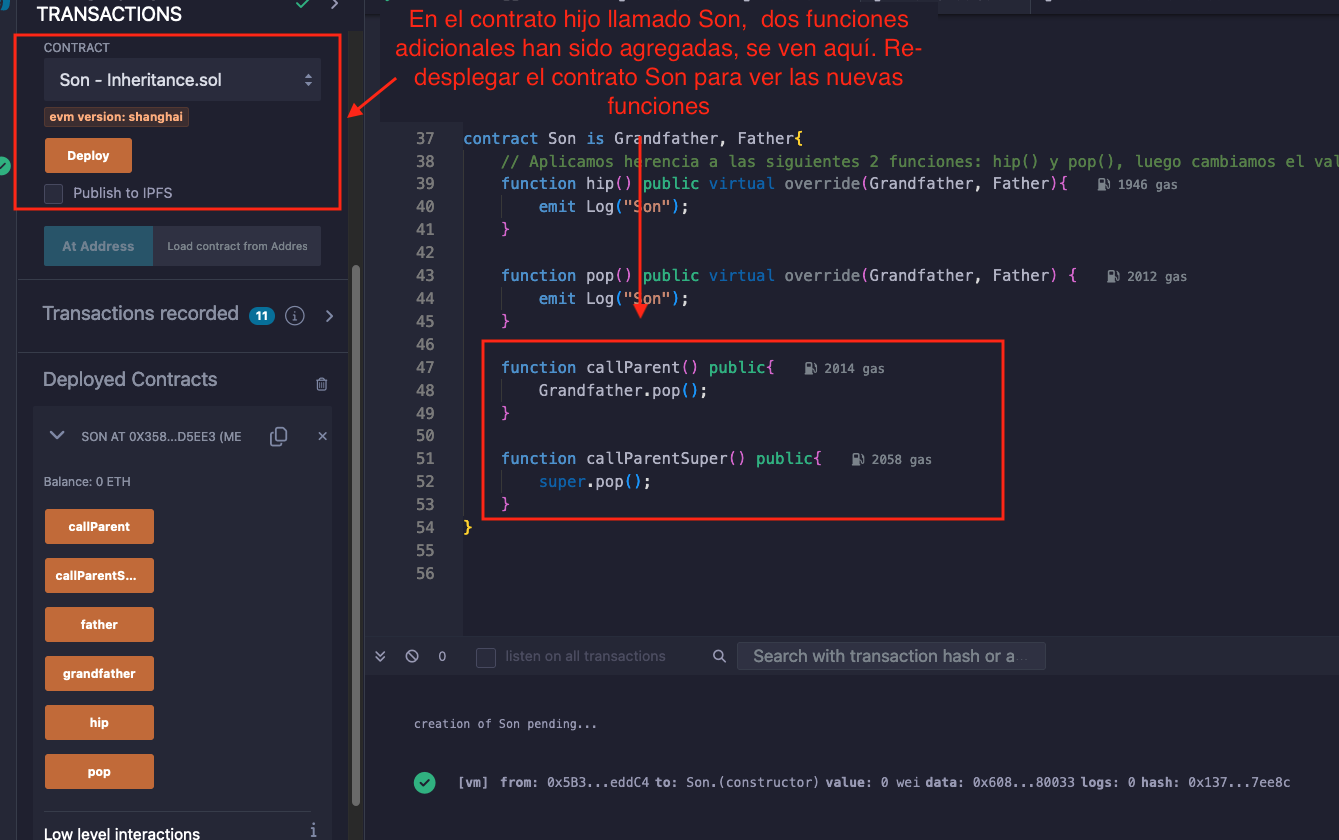 TRANSACTIONS
CONTRACT
Son - Inheritance.sol
evm version: shanghai
Deploy
Publish to IPFS
At Address
Load contract from Addres
Transactions recorded 11 i
Deployed Contracts
SON AT 0X358...D5EE3 (ME
Balance: 0 ETH
callParent
callParentS...
father
grandfather
hip
pop
Low level interactions i
En el contrato hijo llamado Son, dos funciones
adicionales han sido agregadas, se ven aquí. Re-
desplegar el contrato Son para ver las nuevas
funciones
37 contract Son is Grandfather, Father{
38 // Aplicamos herencia a las siguientes 2 funciones: hip() y pop(), luego cambiamos el val
39 function hip() public virtual override(Grandfather, Father){ 1946 gas
40 emit Log("Son");
41 }
42
43 function pop() public virtual override(Grandfather, Father) { 2012 gas
44 emit Log("Son");
45 }
46
47 function callParent() public{ 2014 gas
48 Grandfather.pop();
49 }
50
51 function callParentSuper() public{ 2058 gas
52 super.pop();
53 }
54 }
55
56
0 listen on all transactions Search with transaction hash or a...
creation of Son pending...
[vm] from: 0x5B3...eddC4 to: Son.(constructor) value: 0 wei data: 0x608...80033 logs: 0 hash: 0x137...7ee8c